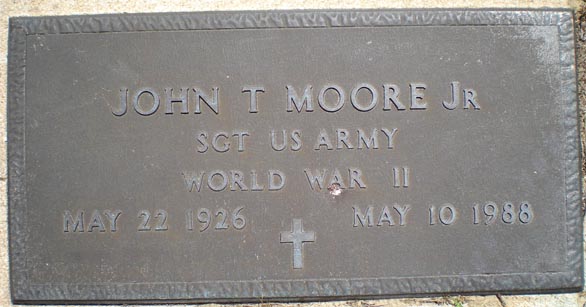 JOHN T MOORE JR
SGT US ARMY
WORLD WAR II
MAY 22 1926 MAY 10 1988